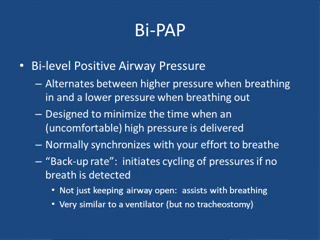 Bi-PAP
• Bi-level Positive Airway Pressure
– Alternates between higher pressure when breathing
in and a lower pressure when breathing out
– Designed to minimize the time when an
(uncomfortable) high pressure is delivered
– Normally synchronizes with your effort to breathe
– “Back-up rate”: initiates cycling of pressures if no
breath is detected
• Not just keeping airway open: assists with breathing
• Very similar to a ventilator (but no tracheostomy)